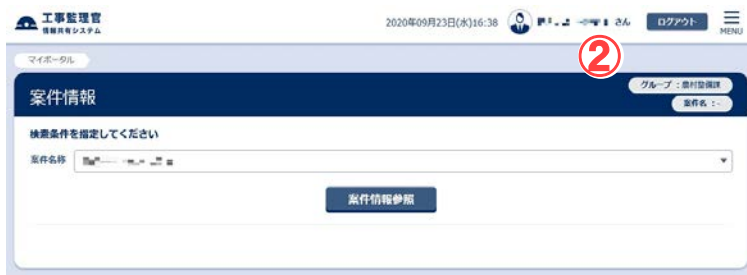 工事監理官
情報共有システム
2020年09月23日(水)16:38 さん ログアウト MENU
②
マイポータル
グループ：農村整備課
案件情報
案件名：-
検索条件を指定してください
案件名称
案件情報参照